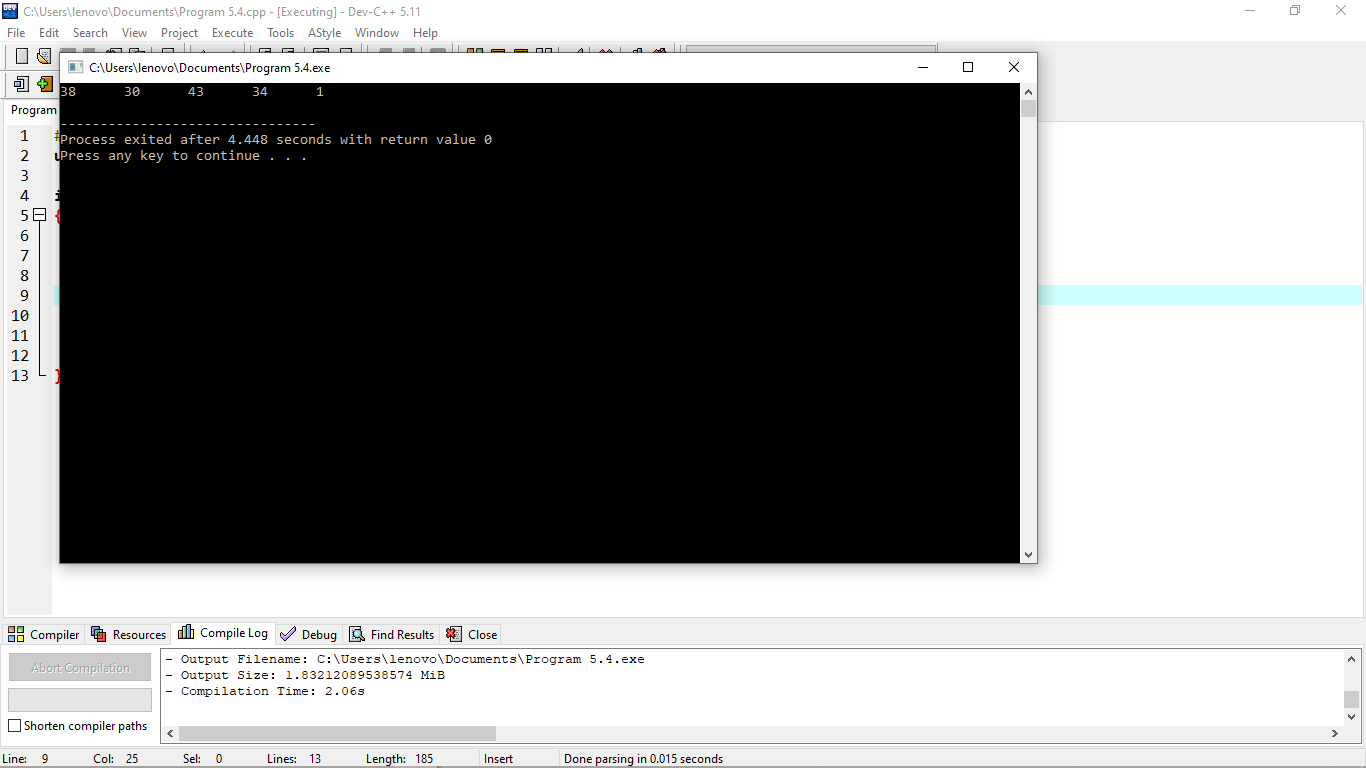 C:\Users\lenovo\Documents\Program 5.4.cpp - [Executing] - Dev-C++ 5.11
File Edit Search View Project Execute Tools AStyle Window Help
C:\Users\lenovo\Documents\Program 5.4.exe
38 30 43 34 1
--------------------------------
Process exited after 4.448 seconds with return value 0
Press any key to continue . . .
Program
1 #
2 u
3
4 i
5 {
6
7
8
9
10
11
12
13 }
Compiler Resources Compile Log Debug Find Results Close
Abort Compilation
Shorten compiler paths
- Output Filename: C:\Users\lenovo\Documents\Program 5.4.exe
- Output Size: 1.83212089538574 MiB
- Compilation Time: 2.06s
Line: 9 Col: 25 Sel: 0 Lines: 13 Length: 185 Insert Done parsing in 0.015 seconds